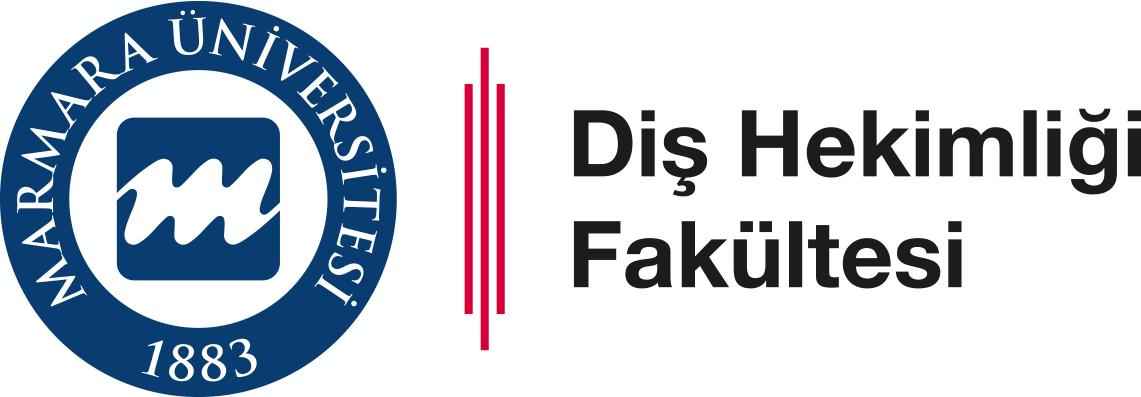 MARMARA ÜNİVERSİTESİ
1883
Diş Hekimliği
Fakültesi